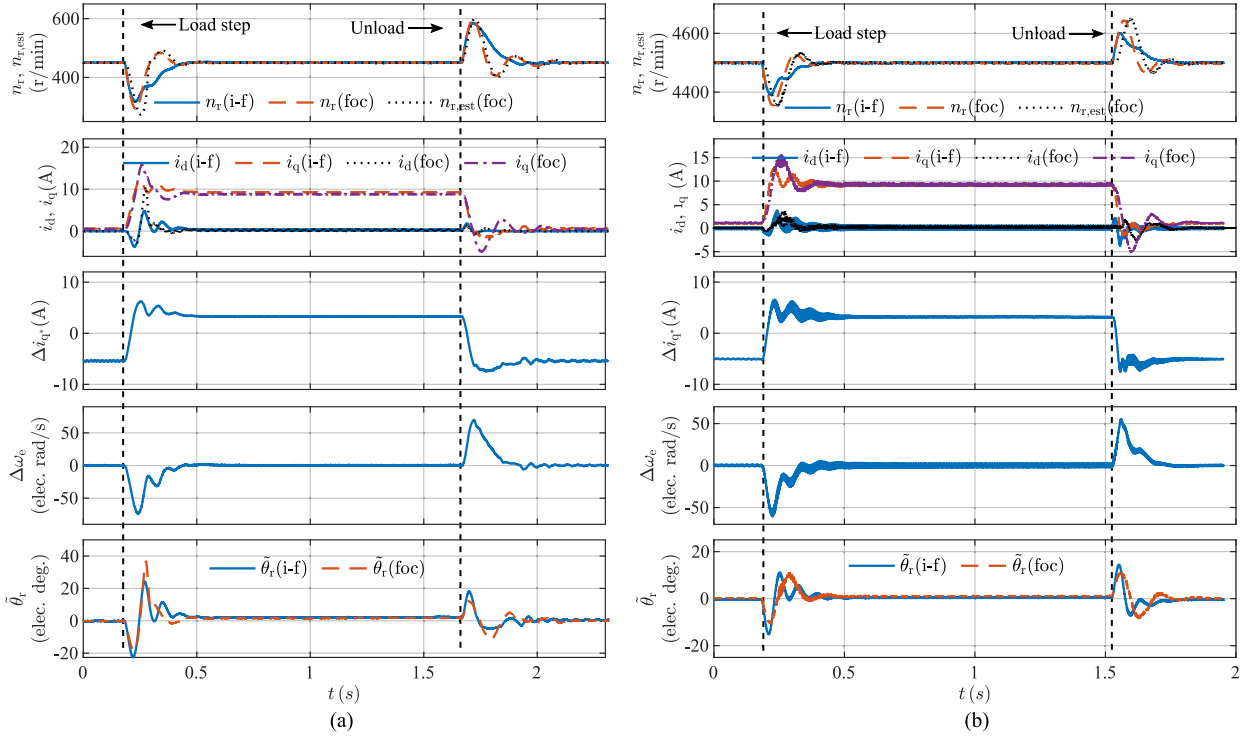 (a)
n_r, n_r,est
(r/min)
600
400
Load step
Unload
n_r(i-f) n_r(foc) n_r,est(foc)
i_d, i_q(A)
20
10
0
i_d(i-f) i_q(i-f) i_d(foc) i_q(foc)
Δi_q*(A)
10
0
-10
Δω_e
(elec. rad/s)
50
0
-50
θ̃_r
(elec. deg.)
40
20
0
-20
θ̃_r(i-f) θ̃_r(foc)
0 0.5 1 1.5 2
t(s)
(b)
n_r, n_r,est
(r/min)
4600
4400
Load step
Unload
n_r(i-f) n_r(foc) n_r,est(foc)
i_d, i_q (A)
15
10
5
0
-5
i_d(i-f) i_q(i-f) i_d(foc) i_q(foc)
Δi_q*(A)
10
0
-10
Δω_e
(elec. rad/s)
50
0
-50
θ̃_r
(elec. deg.)
20
0
-20
θ̃_r(i-f) θ̃_r(foc)
0 0.5 1 1.5 2
t(s)